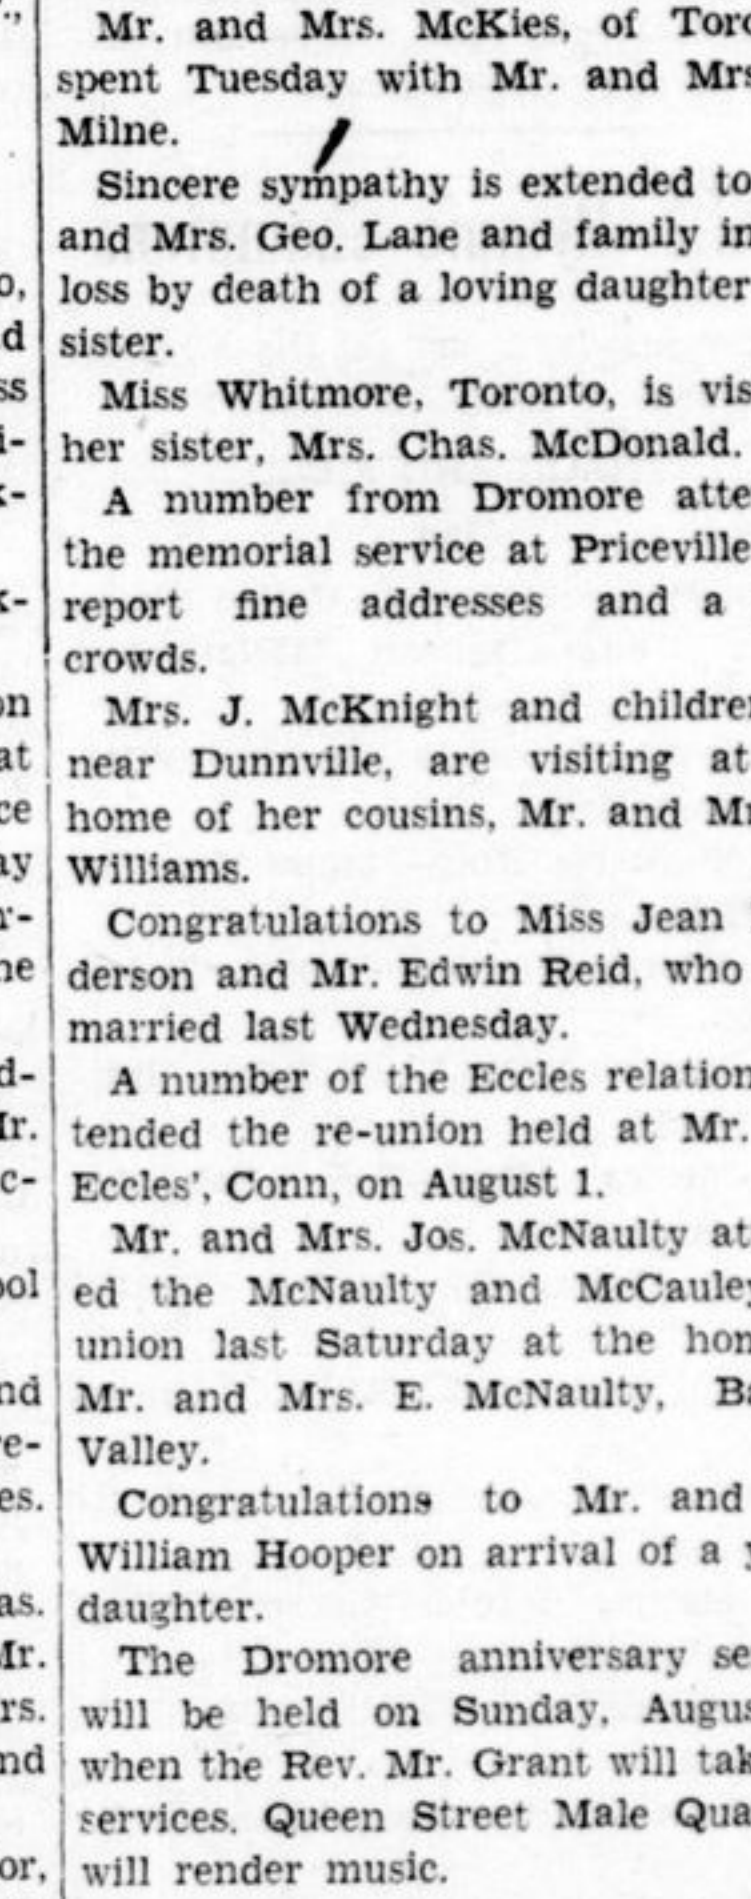 Mr. and Mrs. McKies, of Toro
spent Tuesday with Mr. and Mrs
Milne.
Sincere sympathy is extended to
and Mrs. Geo. Lane and family in
loss by death of a loving daughter
sister.
Miss Whitmore, Toronto, is vis
her sister, Mrs. Chas. McDonald.
A number from Dromore atte
the memorial service at Priceville
report fine addresses and a
crowds.
Mrs. J. McKnight and childre
near Dunnville, are visiting at
home of her cousins, Mr. and Mr
Williams.
Congratulations to Miss Jean
derson and Mr. Edwin Reid, who
married last Wednesday.
A number of the Eccles relation
tended the re-union held at Mr.
Eccles', Conn, on August 1.
Mr. and Mrs. Jos. McNaulty at
ed the McNaulty and McCauley
union last Saturday at the hom
Mr. and Mrs. E. McNaulty, Ba
Valley.
Congratulations to Mr. and
William Hooper on arrival of a y
daughter.
The Dromore anniversary se
will be held on Sunday, Augus
when the Rev. Mr. Grant will tak
services. Queen Street Male Qua
will render music.